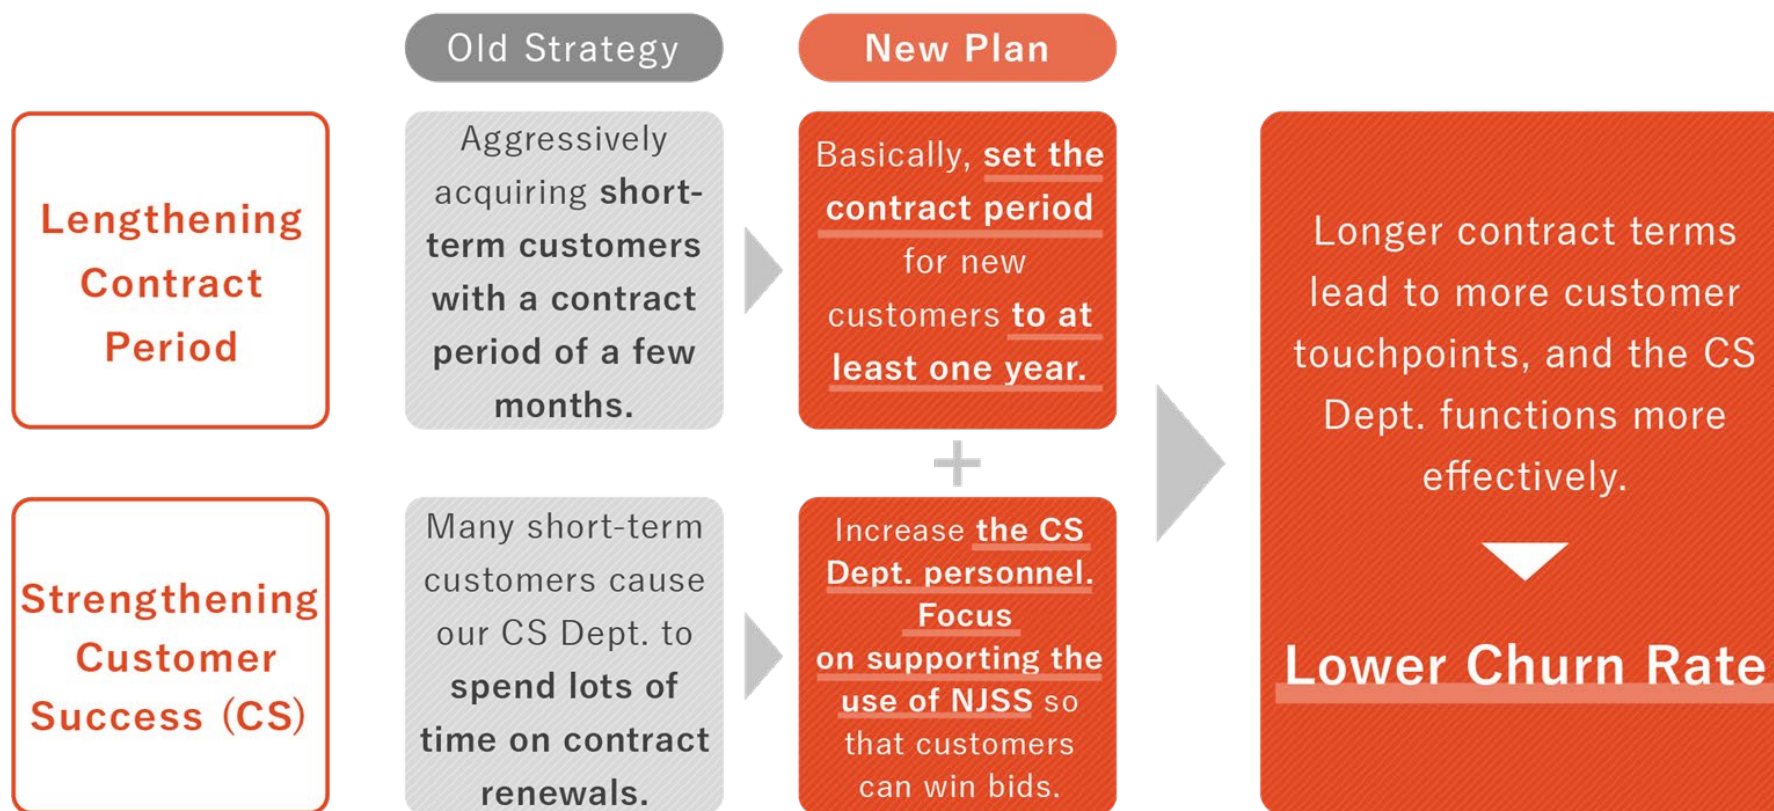 Old Strategy
New Plan
Lengthening
Contract
Period
Aggressively
acquiring short-
term customers
with a contract
period of a few
months.
Basically, set the
contract period
for new
customers to at
least one year.
+
Strengthening
Customer
Success (CS)
Many short-term
customers cause
our CS Dept. to
spend lots of
time on contract
renewals.
Increase the CS
Dept. personnel.
Focus
on supporting the
use of NJSS so
that customers
can win bids.
Longer contract terms
lead to more customer
touchpoints, and the CS
Dept. functions more
effectively.
Lower Churn Rate